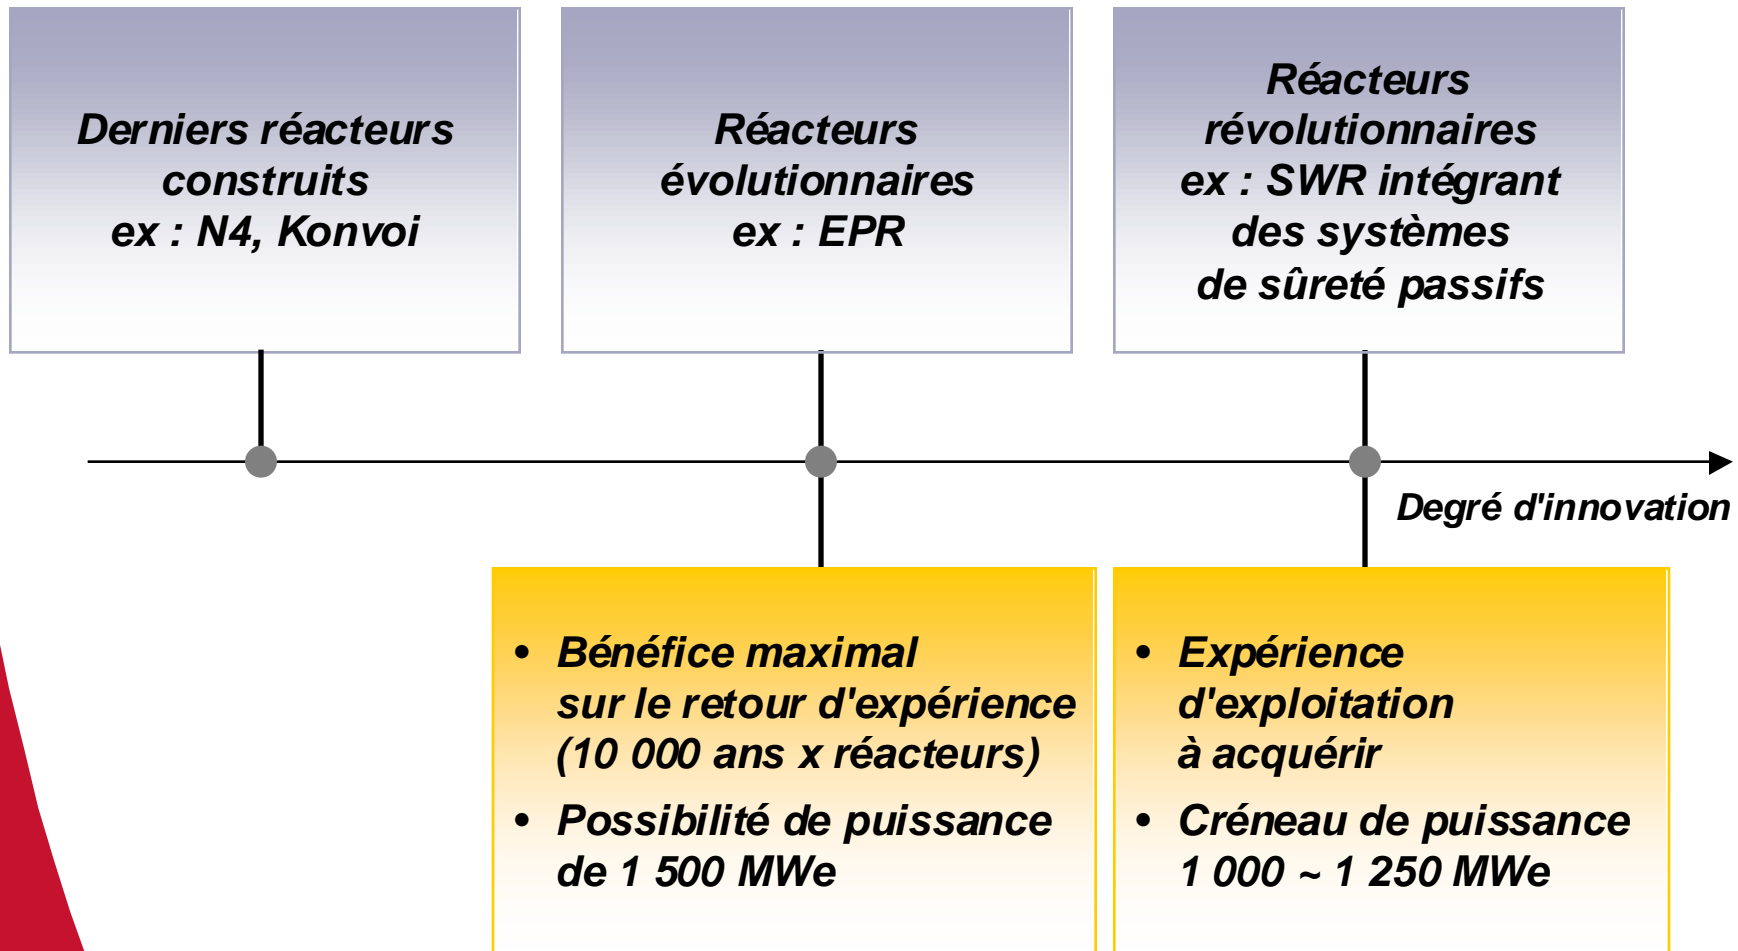 Derniers réacteurs
construits
ex : N4, Konvoi
Réacteurs
évolutionnaires
ex : EPR
Réacteurs
révolutionnaires
ex : SWR intégrant
des systèmes
de sûreté passifs
Degré d'innovation
• Bénéfice maximal
sur le retour d'expérience
(10 000 ans x réacteurs)
• Possibilité de puissance
de 1 500 MWe
• Expérience
d'exploitation
à acquérir
• Créneau de puissance
1 000 ~ 1 250 MWe